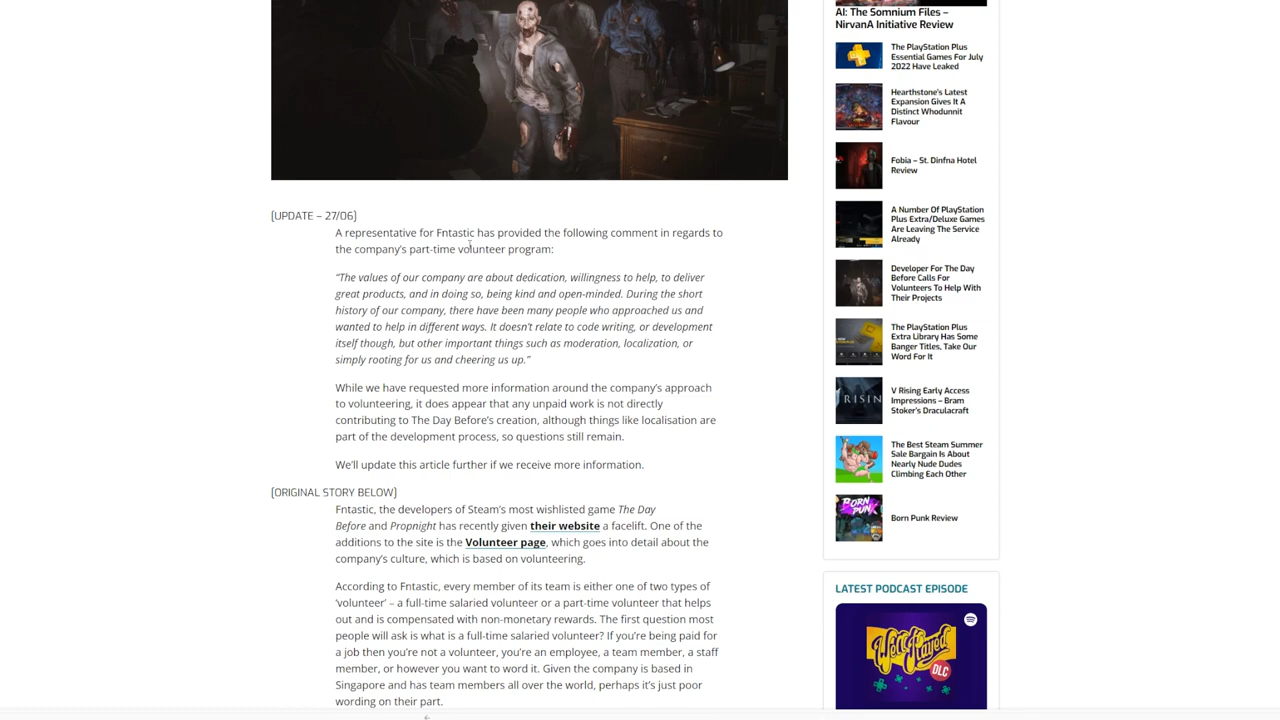 AI: The Somnium Files –
NirvanA Initiative Review
The PlayStation Plus
Essential Games For July
2022 Have Leaked
Hearthstone's Latest
Expansion Gives It A
Distinct Whodunnit
Flavour
Fobia – St. Dinfna Hotel
Review
A Number Of PlayStation
Plus Extra/Deluxe Games
Are Leaving The Service
Already
Developer For The Day
Before Calls For
Volunteers To Help With
Their Projects
The PlayStation Plus
Extra Library Has Some
Banger Titles, Take Our
Word For It
RISIN
V Rising Early Access
Impressions – Bram
Stoker's Draculacraft
The Best Steam Summer
Sale Bargain Is About
Nearly Nude Dudes
Climbing Each Other
BORN PUNK
Born Punk Review
LATEST PODCAST EPISODE
Well Played
DLC
[UPDATE – 27/06]
A representative for Fntastic has provided the following comment in regards to
the company's part-time volunteer program:
"The values of our company are about dedication, willingness to help, to deliver
great products, and in doing so, being kind and open-minded. During the short
history of our company, there have been many people who approached us and
wanted to help in different ways. It doesn't relate to code writing, or development
itself though, but other important things such as moderation, localization, or
simply rooting for us and cheering us up."
While we have requested more information around the company's approach
to volunteering, it does appear that any unpaid work is not directly
contributing to The Day Before's creation, although things like localisation are
part of the development process, so questions still remain.
We'll update this article further if we receive more information.
[ORIGINAL STORY BELOW]
Fntastic, the developers of Steam's most wishlisted game The Day
Before and Propnight has recently given their website a facelift. One of the
additions to the site is the Volunteer page, which goes into detail about the
company's culture, which is based on volunteering.
According to Fntastic, every member of its team is either one of two types of
'volunteer' – a full-time salaried volunteer or a part-time volunteer that helps
out and is compensated with non-monetary rewards. The first question most
people will ask is what is a full-time salaried volunteer? If you're being paid for
a job then you're not a volunteer, you're an employee, a team member, a staff
member, or however you want to word it. Given the company is based in
Singapore and has team members all over the world, perhaps it's just poor
wording on their part.